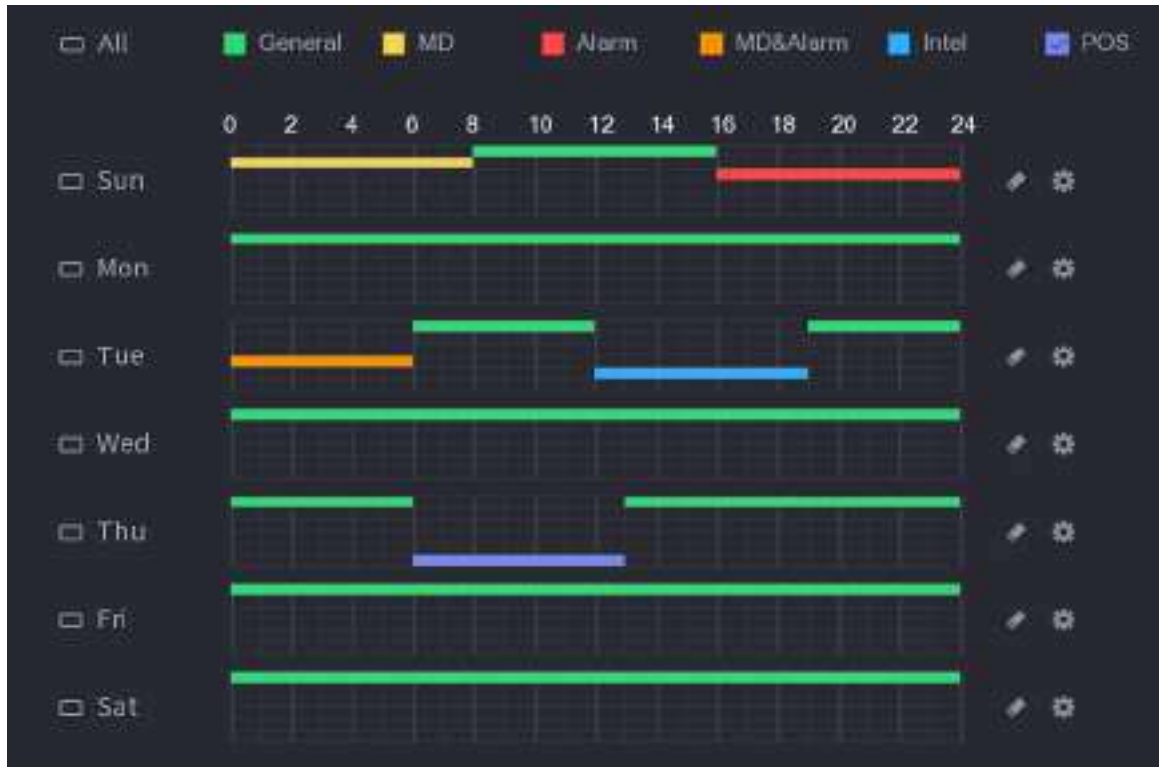 All General MD Alarm MD&Alarm Intel POS
0 2 4 6 8 10 12 14 16 18 20 22 24
Sun
Mon
Tue
Wed
Thu
Fri
Sat